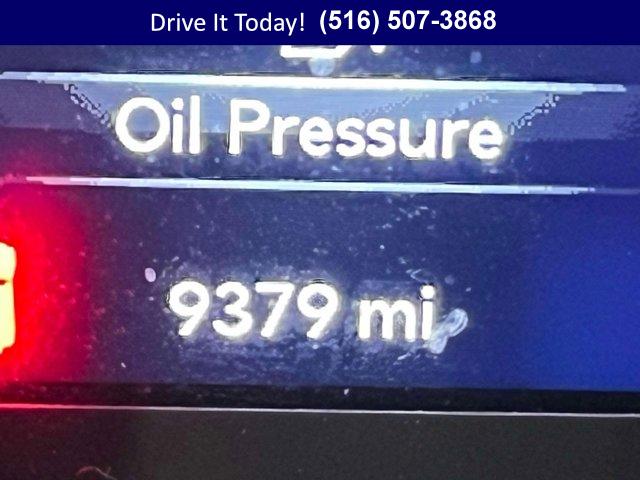 Drive It Today! (516) 507-3868
Oil Pressure
9379 mi